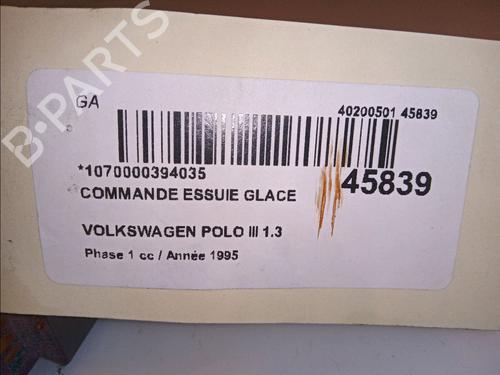 GA
40200501 45839
*1070000394035
45839
COMMANDE ESSUIE GLACE
VOLKSWAGEN POLO III 1.3
Phase 1 cc / Année 1995
B-PARTS